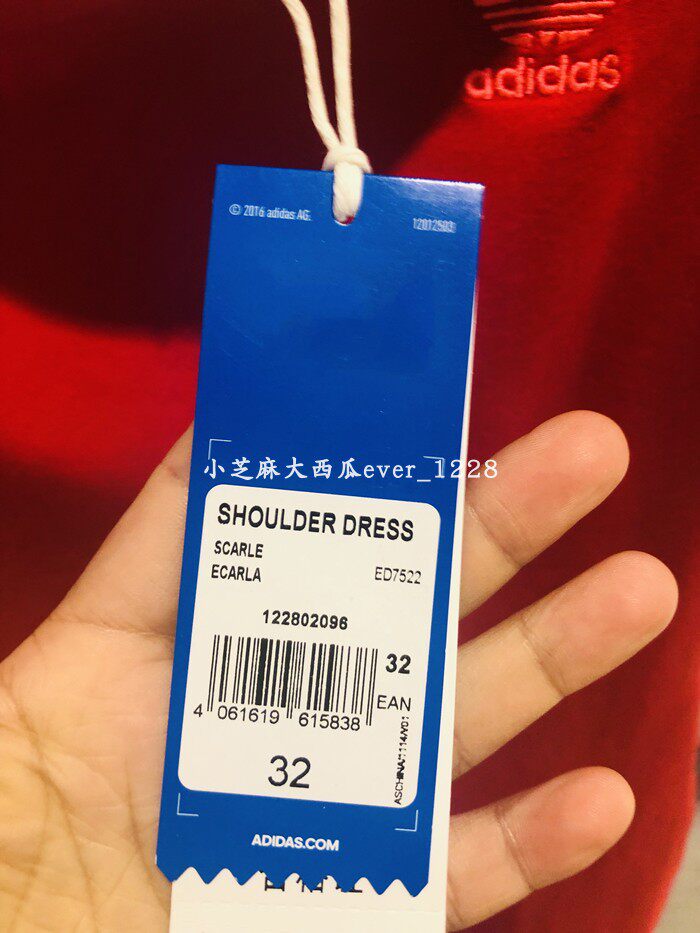 adidas
© 2016 adidas AG.
12012503
小芝麻大西瓜ever_1228
SHOULDER DRESS
SCARLE
ECARLA ED7522
122802096
32
EAN
4 061619 615838
32
ADIDAS.COM